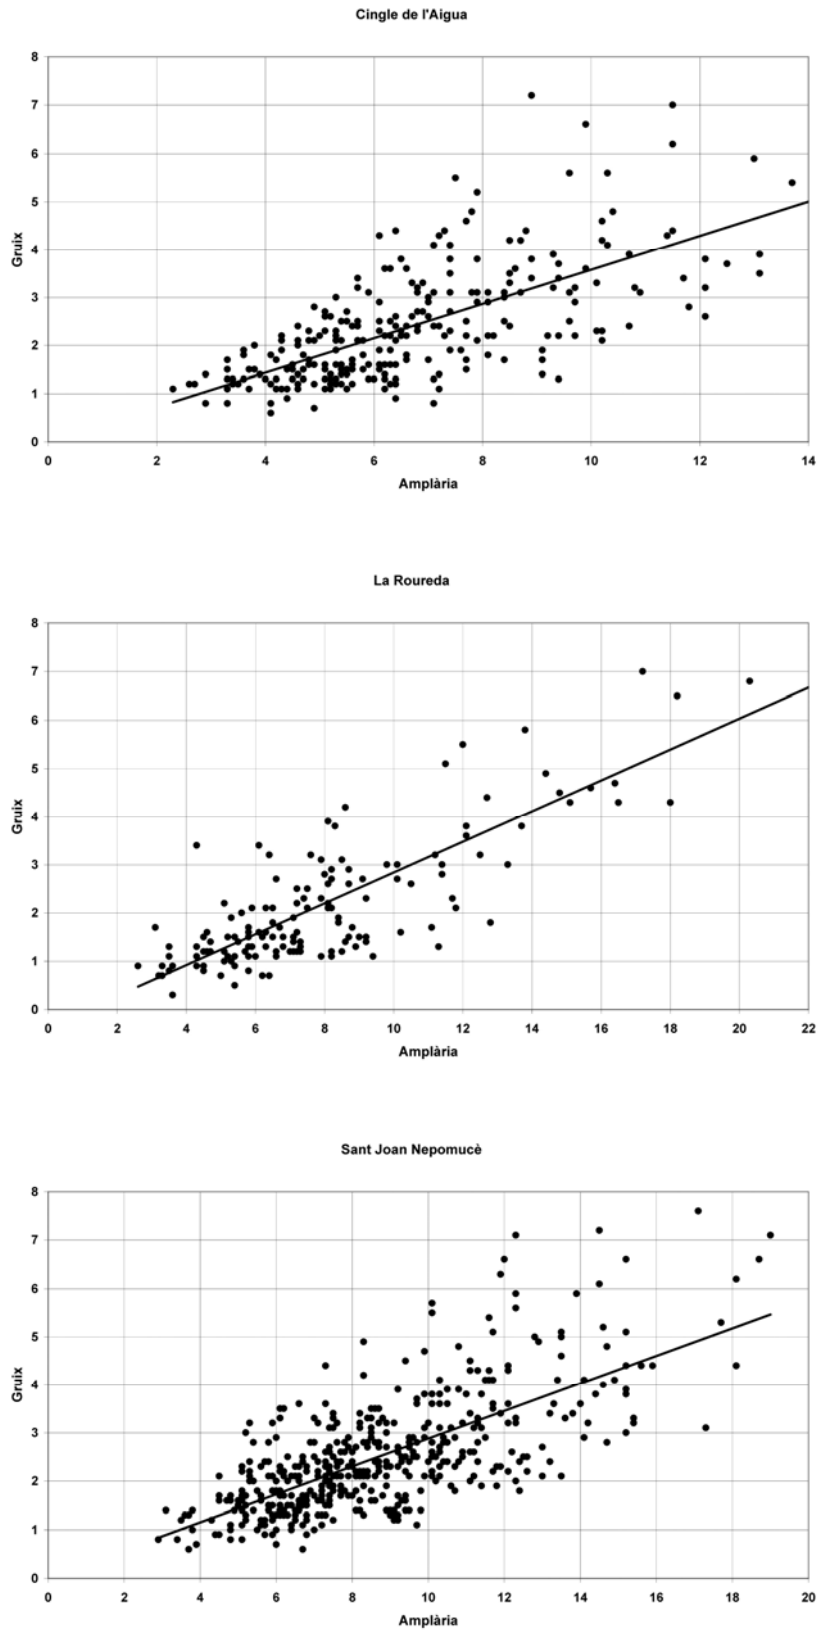 Cingle de l'Aigua
8
7
6
5
4
3
2
1
0
Gruix
0 2 4 6 8 10 12 14
Amplària
La Roureda
8
7
6
5
4
3
2
1
0
Gruix
0 2 4 6 8 10 12 14 16 18 20 22
Amplària
Sant Joan Nepomucè
8
7
6
5
4
3
2
1
0
Gruix
0 2 4 6 8 10 12 14 16 18 20
Amplària